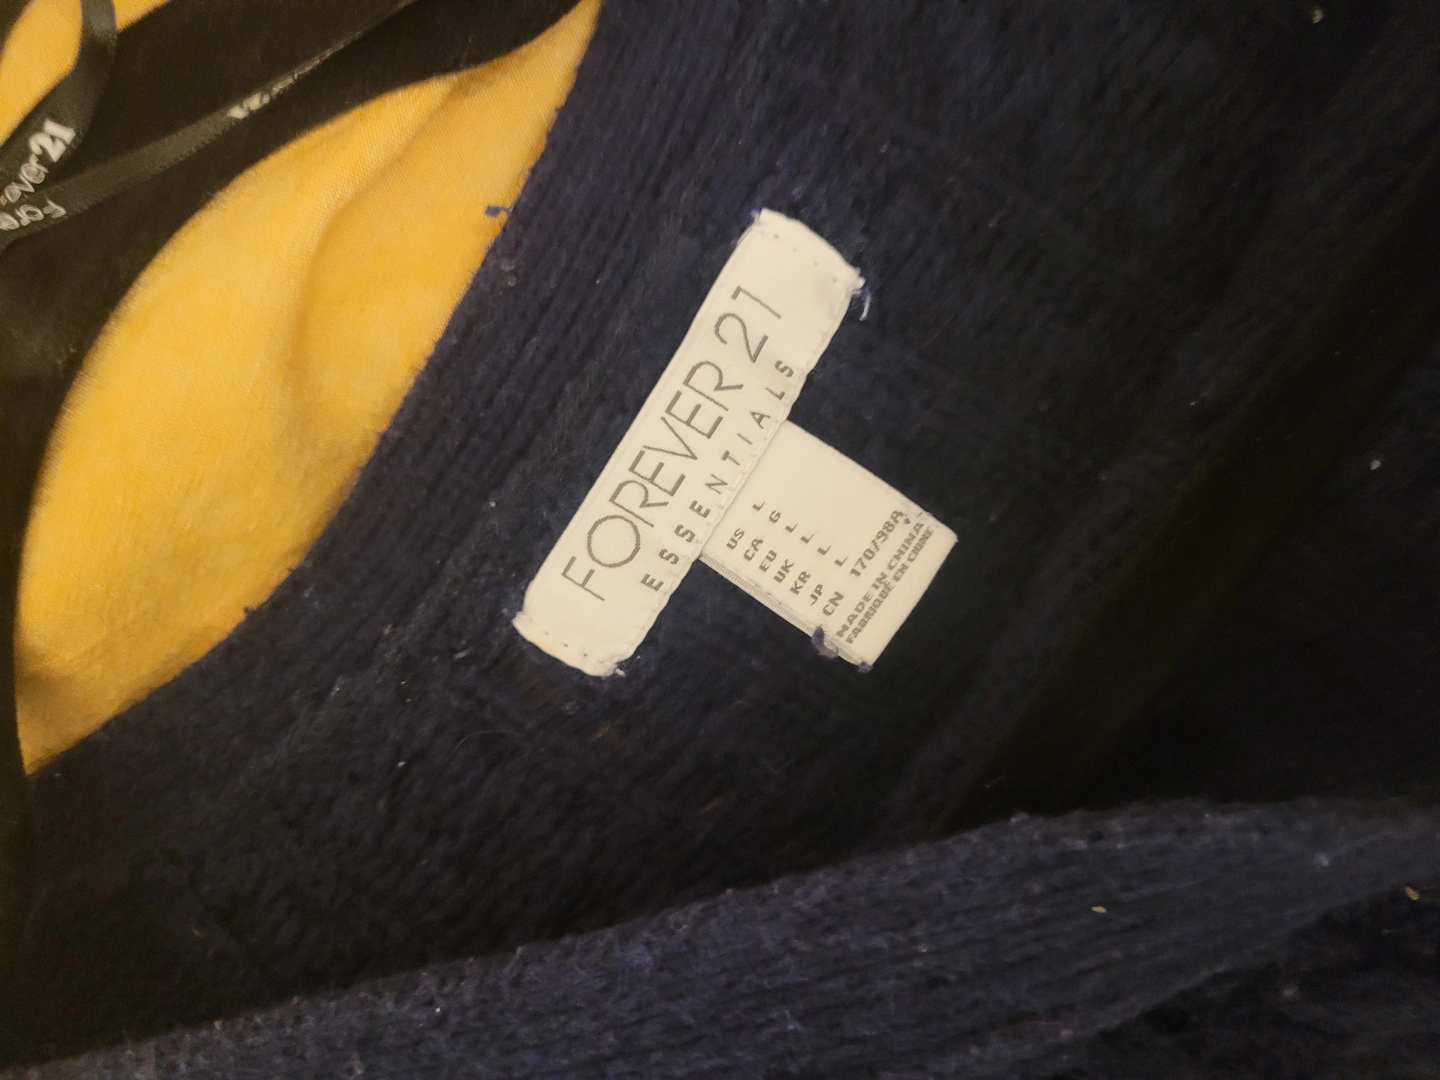 FOREVER 21
ESSENTIALS
US L
CA G
EU L
UK L
KR L
JP L
CN 170/98A
MADE IN CHINA
FABRIQUÉ EN CHINE
21